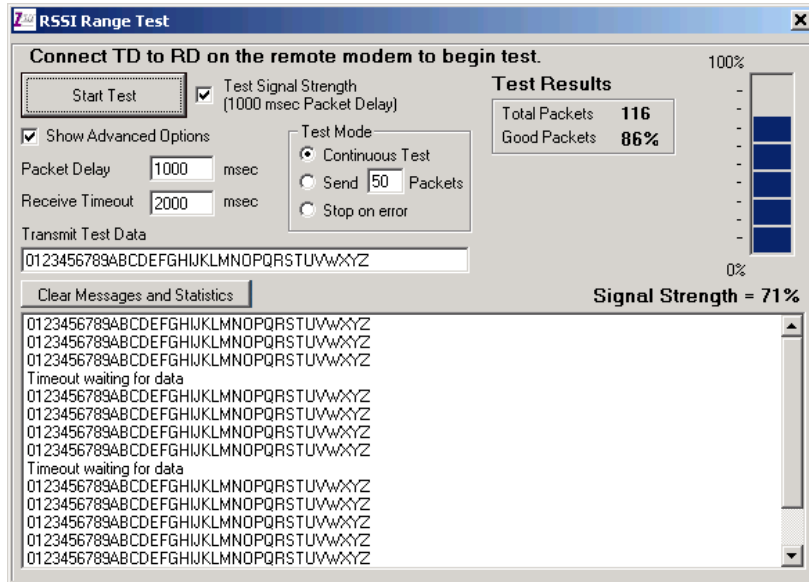 RSSI Range Test
Connect TD to RD on the remote modem to begin test.
100%
Start Test
Test Signal Strength
(1000 msec Packet Delay)
Test Results
Total Packets 116
Good Packets 86%
Show Advanced Options
Packet Delay 1000 msec
Receive Timeout 2000 msec
Test Mode
Continuous Test
Send 50 Packets
Stop on error
Transmit Test Data
0123456789ABCDEFGHIJKLMNOPQRSTUVWXYZ
0%
Clear Messages and Statistics
Signal Strength = 71%
0123456789ABCDEFGHIJKLMNOPQRSTUVWXYZ
0123456789ABCDEFGHIJKLMNOPQRSTUVWXYZ
0123456789ABCDEFGHIJKLMNOPQRSTUVWXYZ
Timeout waiting for data
0123456789ABCDEFGHIJKLMNOPQRSTUVWXYZ
0123456789ABCDEFGHIJKLMNOPQRSTUVWXYZ
0123456789ABCDEFGHIJKLMNOPQRSTUVWXYZ
0123456789ABCDEFGHIJKLMNOPQRSTUVWXYZ
Timeout waiting for data
0123456789ABCDEFGHIJKLMNOPQRSTUVWXYZ
0123456789ABCDEFGHIJKLMNOPQRSTUVWXYZ
0123456789ABCDEFGHIJKLMNOPQRSTUVWXYZ
0123456789ABCDEFGHIJKLMNOPQRSTUVWXYZ
0123456789ABCDEFGHIJKLMNOPQRSTUVWXYZ